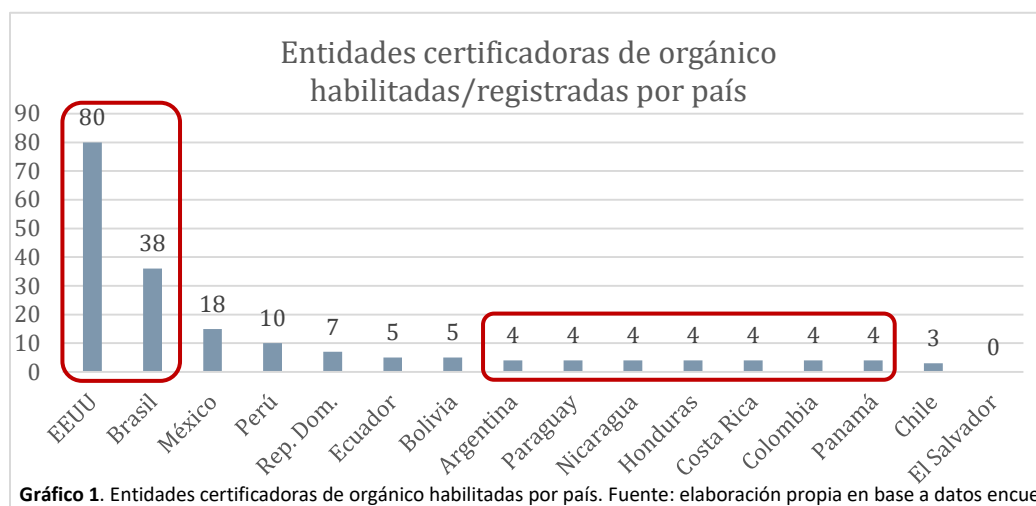 Entidades certificadoras de orgánico
habilitadas/registradas por país
90
80
70
60
50
40
30
20
10
0
80
38
18
10
7
5
5
4
4
4
4
4
4
4
3
0
EEUU
Brasil
México
Perú
Rep. Dom.
Ecuador
Bolivia
Argentina
Paraguay
Nicaragua
Honduras
Costa Rica
Colombia
Panamá
Chile
El Salvador
Gráfico 1. Entidades certificadoras de orgánico habilitadas por país. Fuente: elaboración propia en base a datos encue